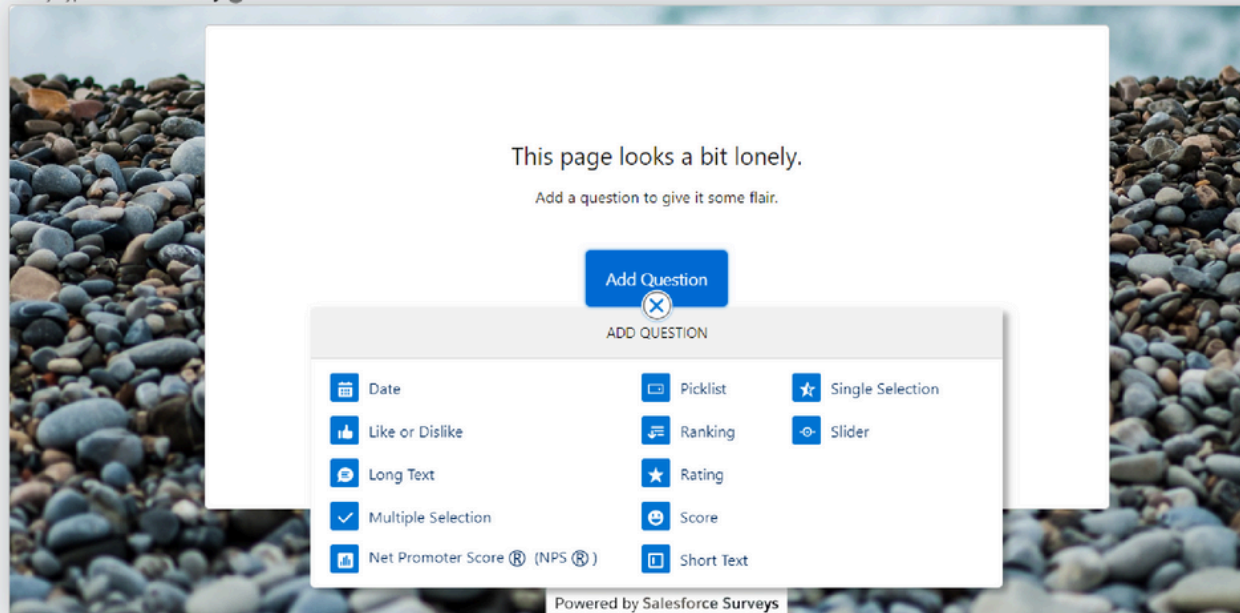 This page looks a bit lonely.
Add a question to give it some flair.
Add Question
ADD QUESTION
Date
Like or Dislike
Long Text
Multiple Selection
Net Promoter Score ® (NPS ®)
Picklist
Ranking
Rating
Score
Short Text
Single Selection
Slider
Powered by Salesforce Surveys